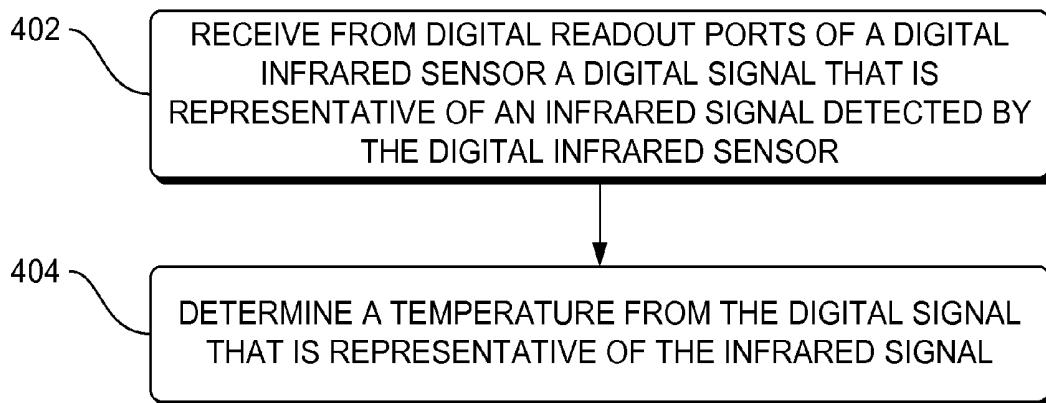 402
RECEIVE FROM DIGITAL READOUT PORTS OF A DIGITAL
INFRARED SENSOR A DIGITAL SIGNAL THAT IS
REPRESENTATIVE OF AN INFRARED SIGNAL DETECTED BY
THE DIGITAL INFRARED SENSOR
404
DETERMINE A TEMPERATURE FROM THE DIGITAL SIGNAL
THAT IS REPRESENTATIVE OF THE INFRARED SIGNAL